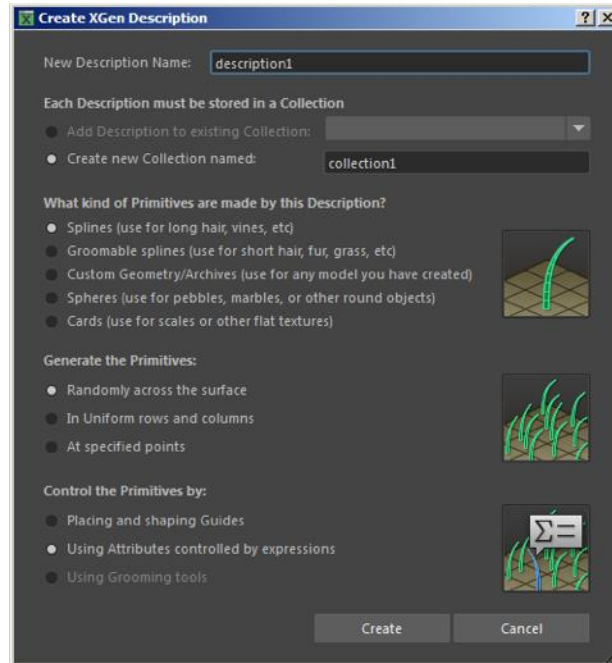 Create XGen Description
New Description Name: description1
Each Description must be stored in a Collection
Add Description to existing Collection:
Create new Collection named: collection1
What kind of Primitives are made by this Description?
Splines (use for long hair, vines, etc)
Groomable splines (use for short hair, fur, grass, etc)
Custom Geometry/Archives (use for any model you have created)
Spheres (use for pebbles, marbles, or other round objects)
Cards (use for scales or other flat textures)
Generate the Primitives:
Randomly across the surface
In Uniform rows and columns
At specified points
Control the Primitives by:
Placing and shaping Guides
Using Attributes controlled by expressions
Σ=
Using Grooming tools
Create Cancel